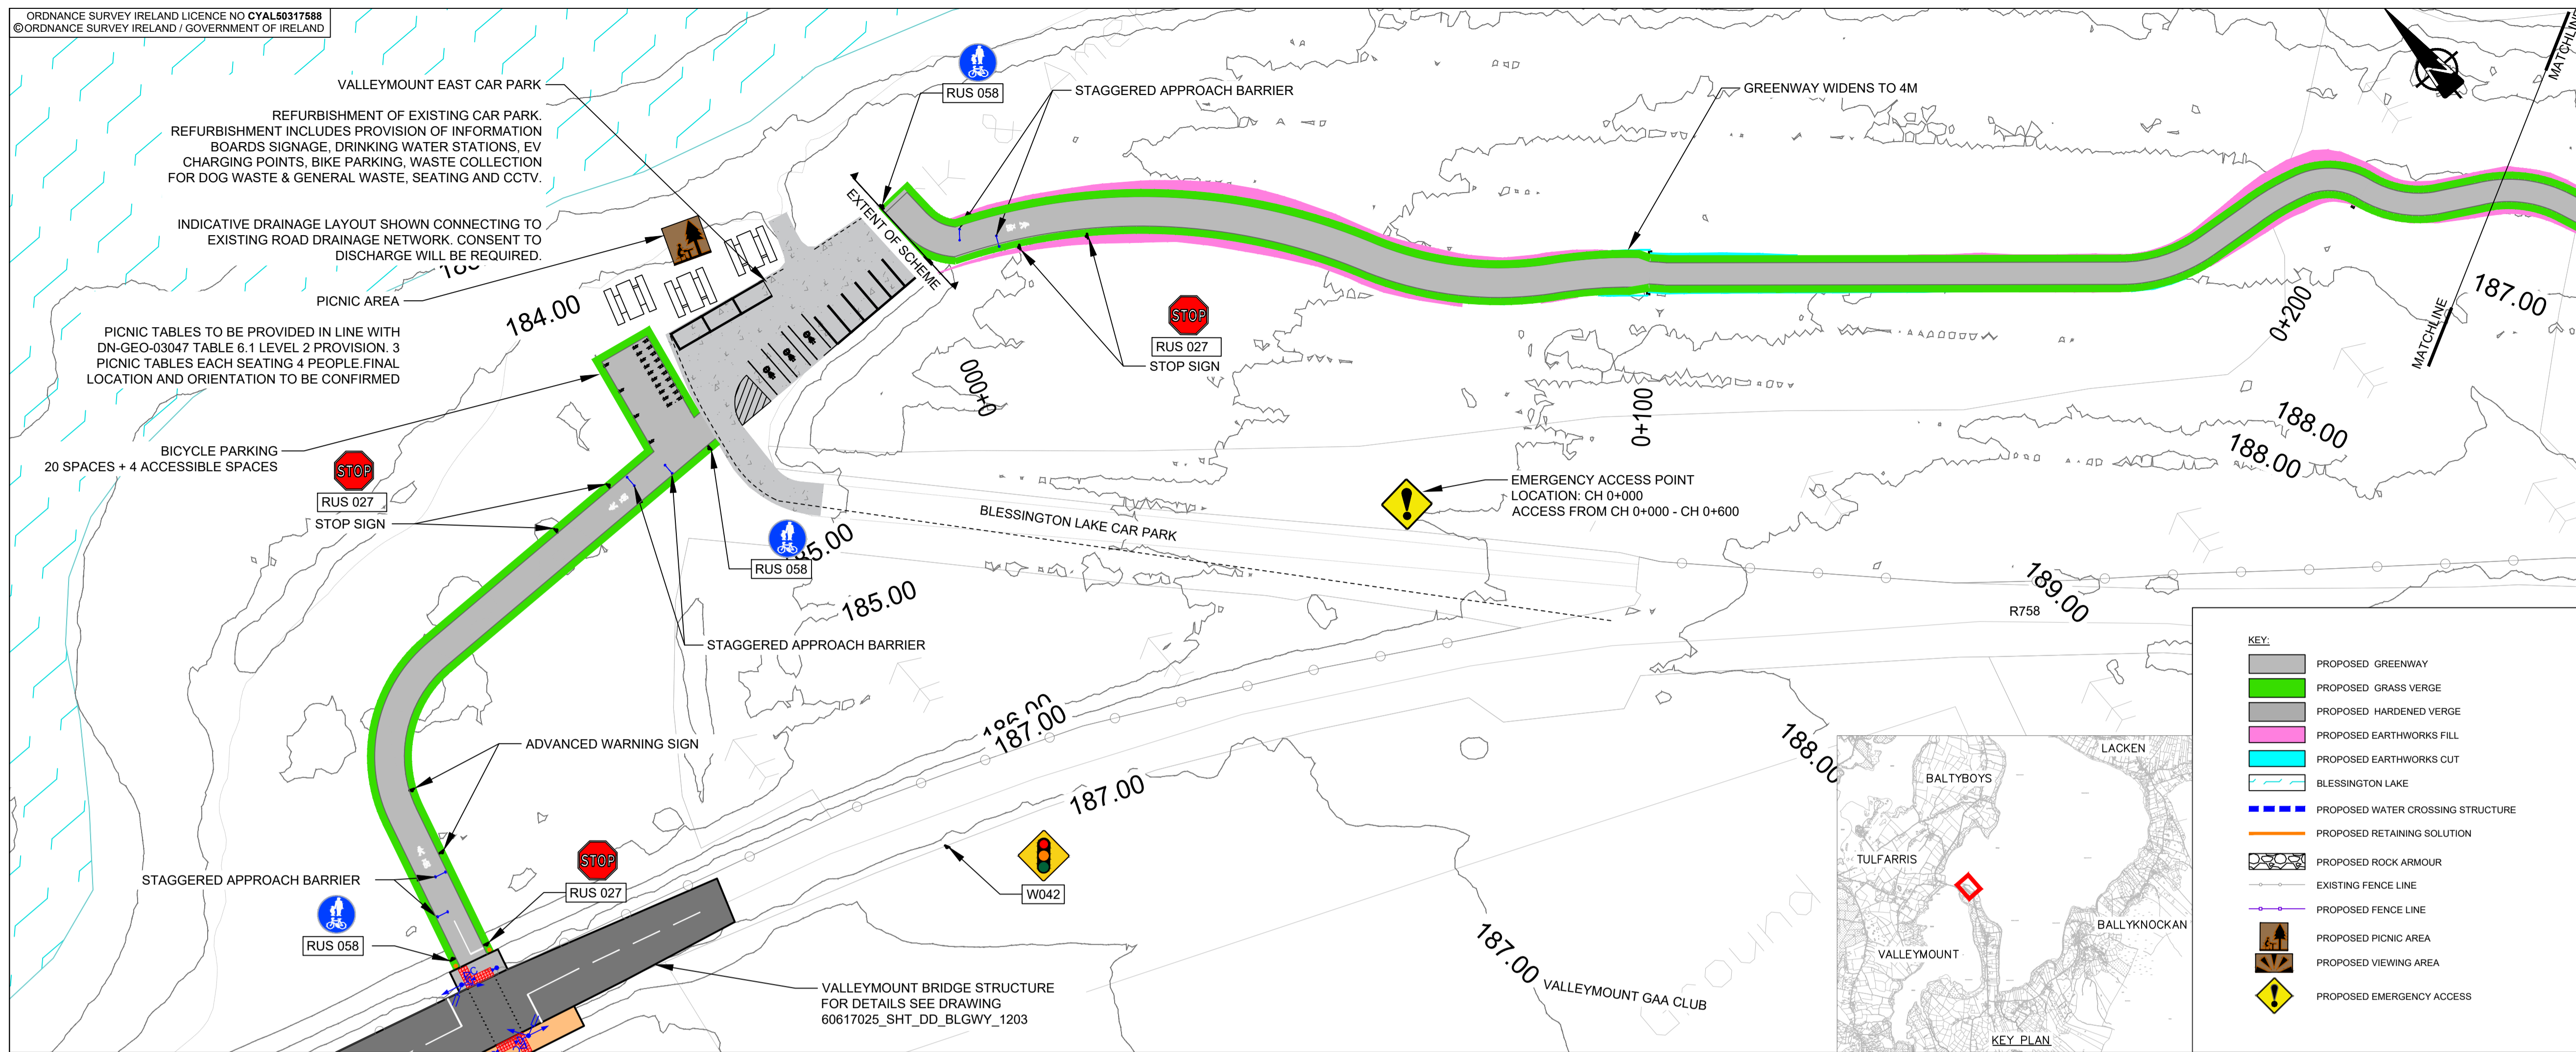 ORDNANCE SURVEY IRELAND LICENCE NO CYAL50317588
©ORDNANCE SURVEY IRELAND / GOVERNMENT OF IRELAND
VALLEYMOUNT EAST CAR PARK
REFURBISHMENT OF EXISTING CAR PARK.
REFURBISHMENT INCLUDES PROVISION OF INFORMATION
BOARDS SIGNAGE, DRINKING WATER STATIONS, EV
CHARGING POINTS, BIKE PARKING, WASTE COLLECTION
FOR DOG WASTE & GENERAL WASTE, SEATING AND CCTV.
INDICATIVE DRAINAGE LAYOUT SHOWN CONNECTING TO
EXISTING ROAD DRAINAGE NETWORK. CONSENT TO
DISCHARGE WILL BE REQUIRED.
PICNIC AREA
184.00
PICNIC TABLES TO BE PROVIDED IN LINE WITH
DN-GEO-03047 TABLE 6.1 LEVEL 2 PROVISION. 3
PICNIC TABLES EACH SEATING 4 PEOPLE.FINAL
LOCATION AND ORIENTATION TO BE CONFIRMED
BICYCLE PARKING
20 SPACES + 4 ACCESSIBLE SPACES
STOP
RUS 027
STOP SIGN
RUS 058
STAGGERED APPROACH BARRIER
EXTENT OF SCHEME
GREENWAY WIDENS TO 4M
MATCHLINE
MATCHLINE
187.00
0+200
0+000
0+100
STOP
RUS 027
STOP SIGN
188.00
188.00
EMERGENCY ACCESS POINT
LOCATION: CH 0+000
ACCESS FROM CH 0+000 - CH 0+600
BLESSINGTON LAKE CAR PARK
RUS 058
185.00
185.00
STAGGERED APPROACH BARRIER
189.00
R758
ADVANCED WARNING SIGN
186.00
187.00
187.00
188.00
STAGGERED APPROACH BARRIER
STOP
RUS 027
RUS 058
W042
VALLEYMOUNT BRIDGE STRUCTURE
FOR DETAILS SEE DRAWING
60617025_SHT_DD_BLGWY_1203
187.00
VALLEYMOUNT GAA CLUB
LACKEN
BALTYBOYS
TULFARRIS
VALLEYMOUNT
BALLYKNOCKAN
KEY PLAN
KEY:
PROPOSED GREENWAY
PROPOSED GRASS VERGE
PROPOSED HARDENED VERGE
PROPOSED EARTHWORKS FILL
PROPOSED EARTHWORKS CUT
BLESSINGTON LAKE
PROPOSED WATER CROSSING STRUCTURE
PROPOSED RETAINING SOLUTION
PROPOSED ROCK ARMOUR
EXISTING FENCE LINE
PROPOSED FENCE LINE
PROPOSED PICNIC AREA
PROPOSED VIEWING AREA
PROPOSED EMERGENCY ACCESS